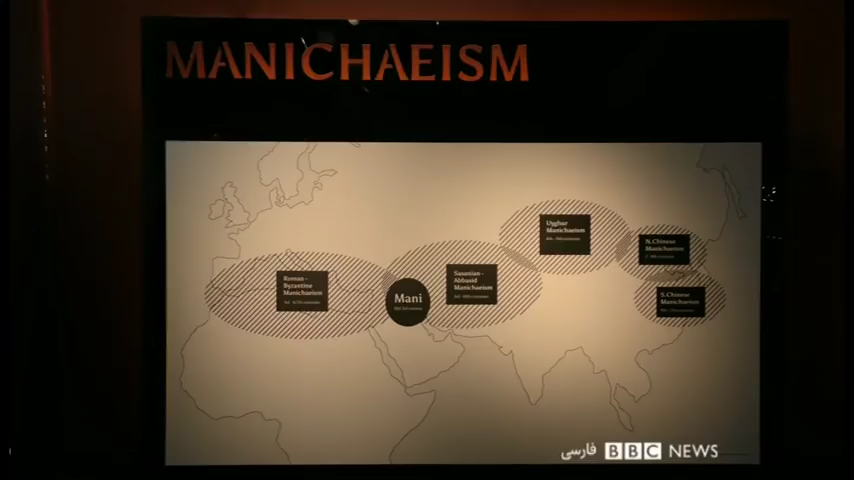 MANICHAEISM
Uyghur
Manichaeism
N.Chinese
Manichaeism
Roman -
Byzantine
Manichaeism
Sasanian -
Abbasid
Manichaeism
Mani
S.Chinese
Manichaeism
فارسی BBC NEWS